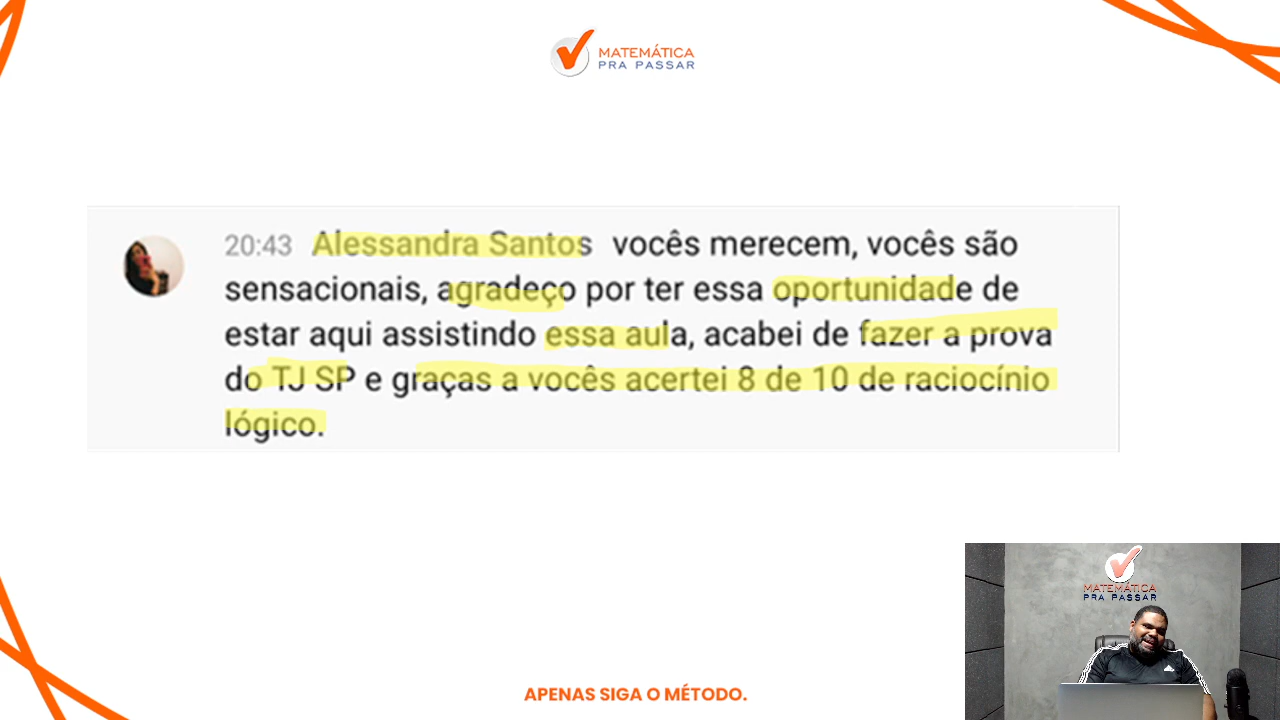 MATEMÁTICA
PRA PASSAR
20:43 Alessandra Santos vocês merecem, vocês são
sensacionais, agradeço por ter essa oportunidade de
estar aqui assistindo essa aula, acabei de fazer a prova
do TJ SP e graças a vocês acertei 8 de 10 de raciocínio
lógico.
MATEMÁTICA
PRA PASSAR
APENAS SIGA O MÉTODO.